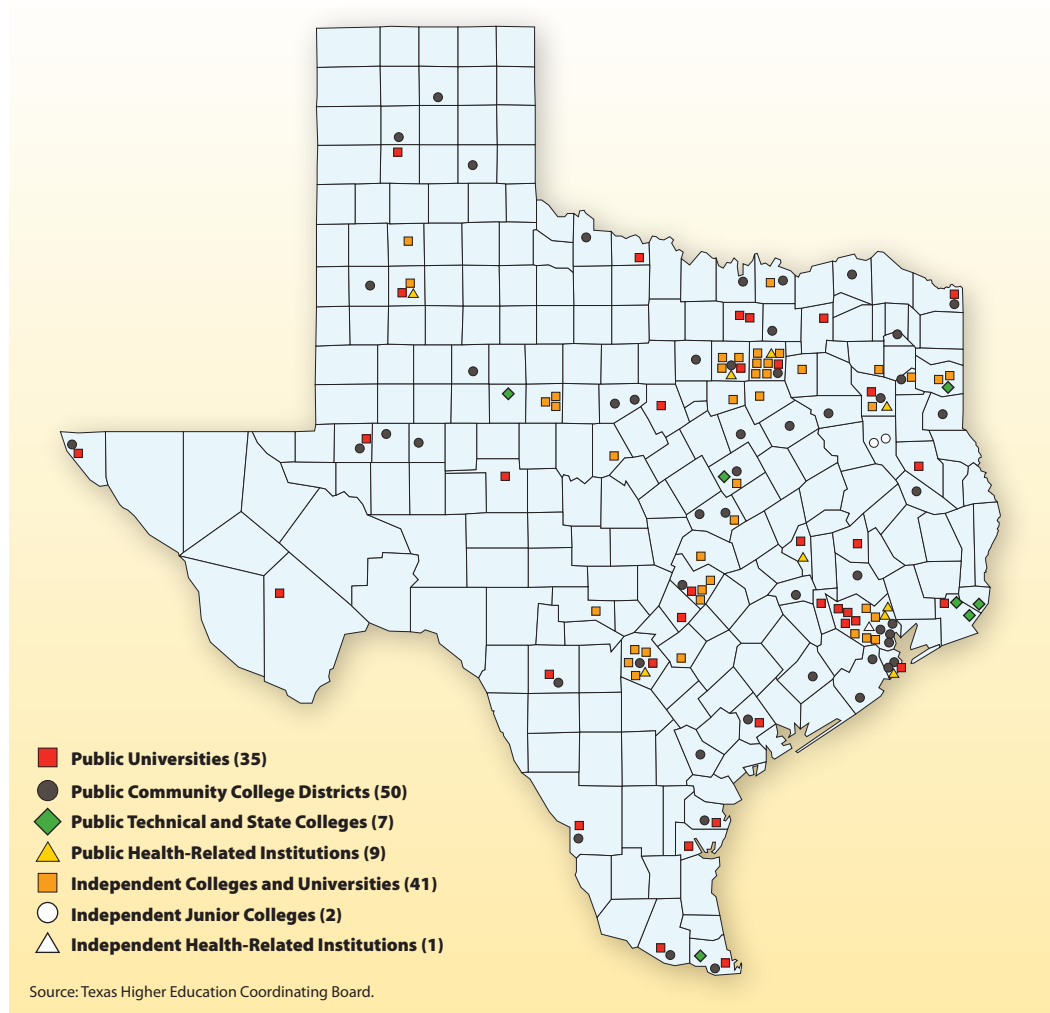 Public Universities (35)
Public Community College Districts (50)
Public Technical and State Colleges (7)
Public Health-Related Institutions (9)
Independent Colleges and Universities (41)
Independent Junior Colleges (2)
Independent Health-Related Institutions (1)
Source: Texas Higher Education Coordinating Board.